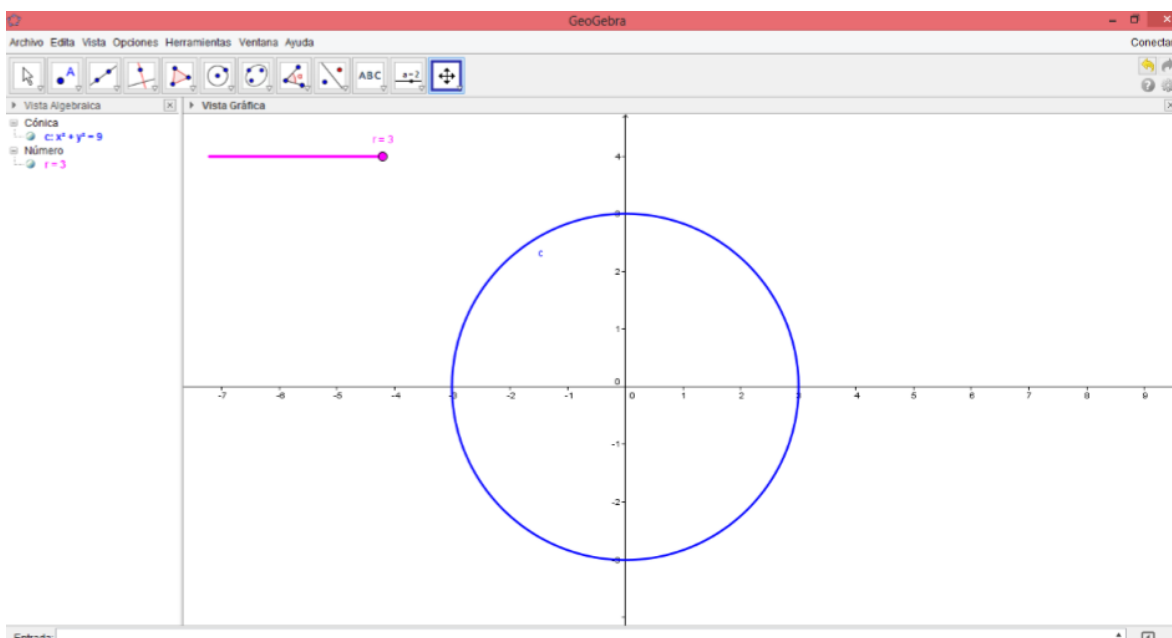 GeoGebra
Archivo Edita Vista Opciones Herramientas Ventana Ayuda
Conectar
A
ABC
a=2
Vista Algebraica
Vista Gráfica
Cónica
c: x² + y² = 9
Número
r = 3
r = 3
c
4
3
2
1
0
-1
-2
-3
-7 -6 -5 -4 -3 -2 -1 0 1 2 3 4 5 6 7 8 9
Entrada: